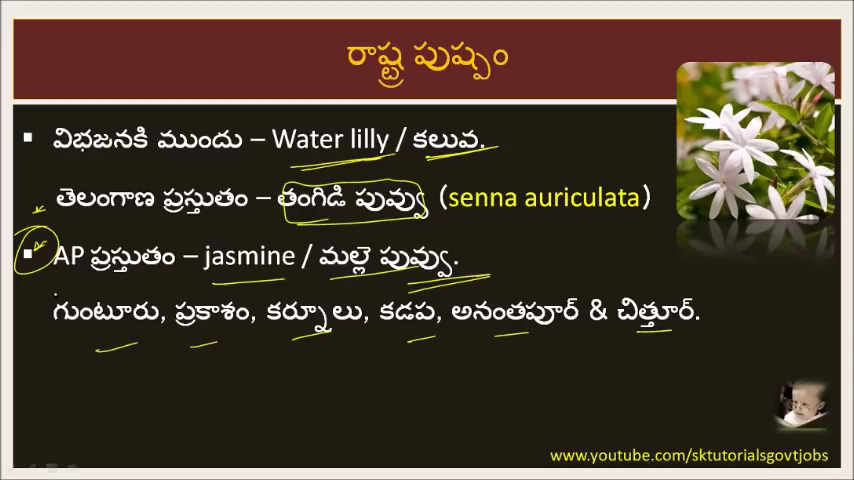 రాష్ట్ర పుష్పం
విభజనకి ముందు – Water lilly / కలువ.
తెలంగాణ ప్రస్తుతం – తంగిడి పువ్వు (senna auriculata)
AP ప్రస్తుతం – jasmine / మల్లె పువ్వు.
గుంటూరు, ప్రకాశం, కర్నూలు, కడప, అనంతపూర్ & చిత్తూర్.
www.youtube.com/sktutorialsgovtjobs